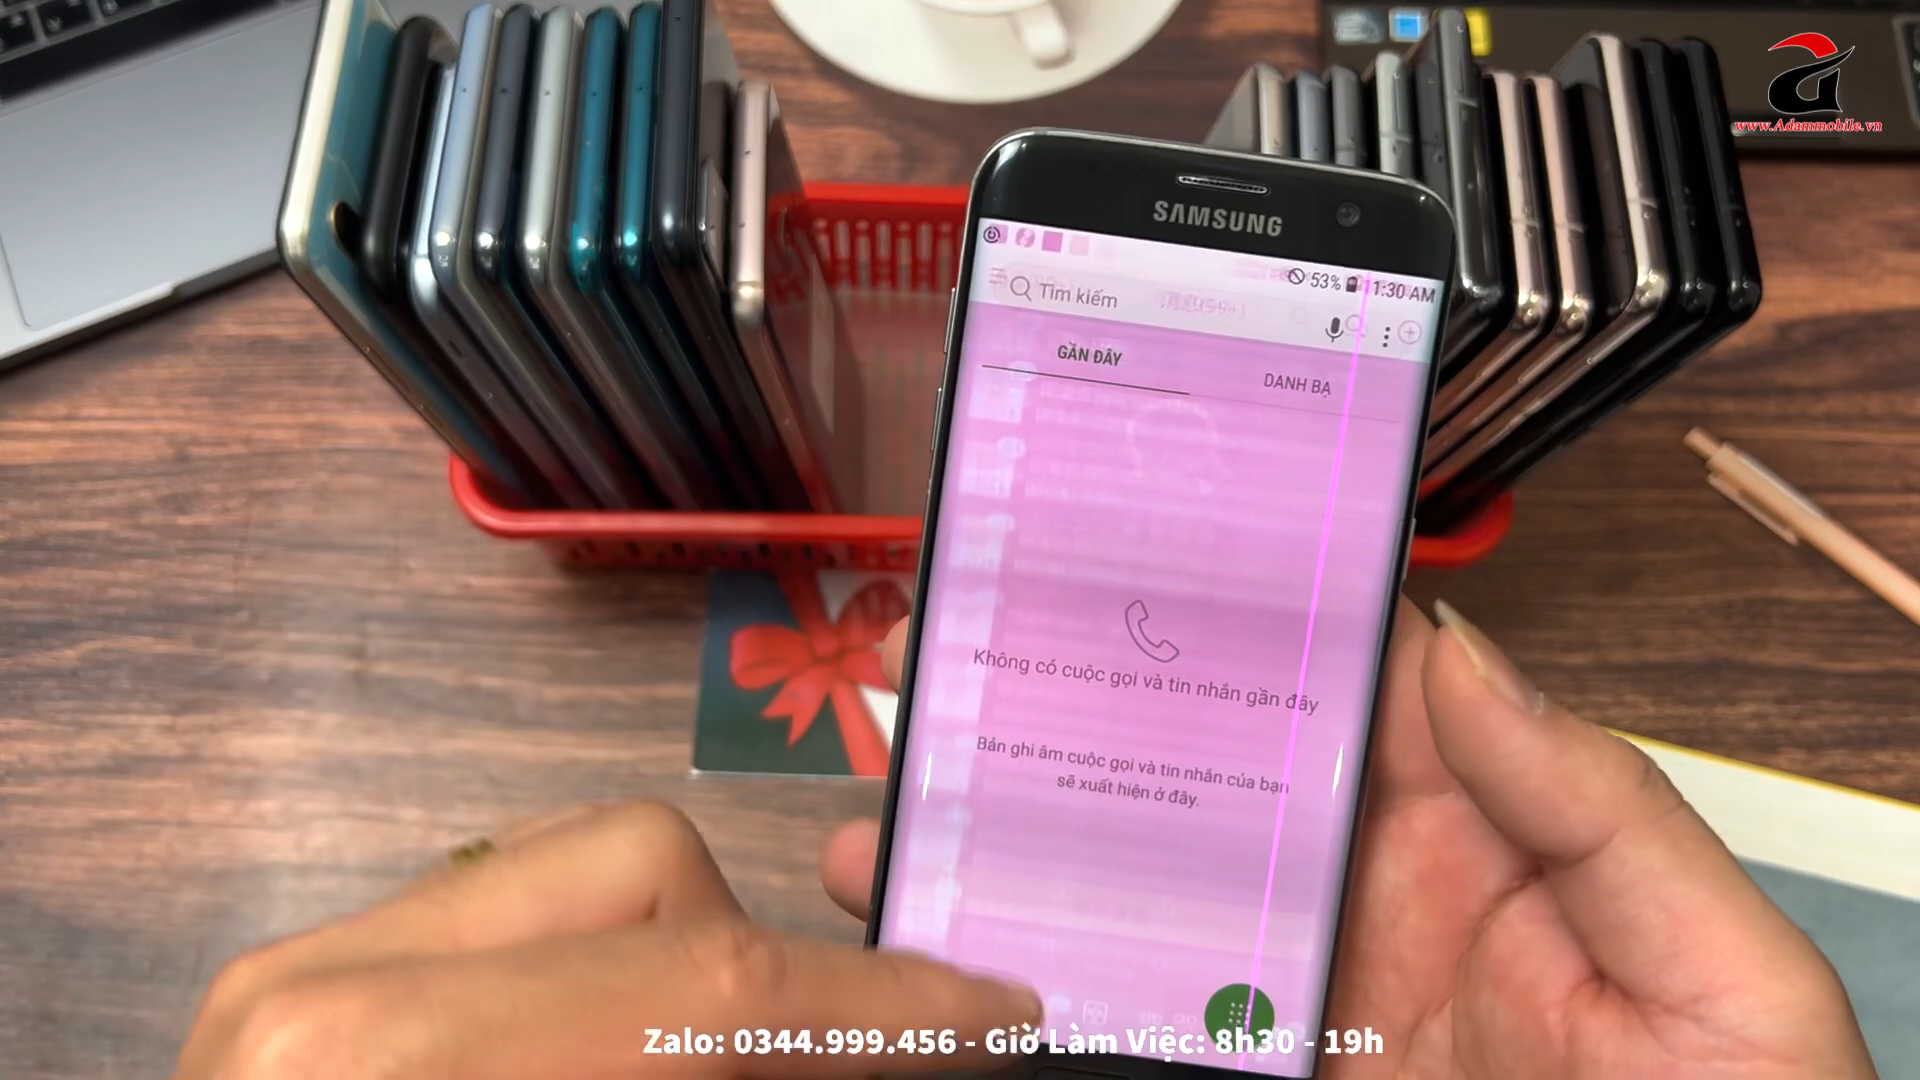 www.Adammobile.vn
SAMSUNG
53% 11:30 AM
Tìm kiếm
GẦN ĐÂY
DANH BẠ
Không có cuộc gọi và tin nhắn gần đây
Bản ghi âm cuộc gọi và tin nhắn của bạn
sẽ xuất hiện ở đây.
Zalo: 0344.999.456 - Giờ Làm Việc: 8h30 - 19h